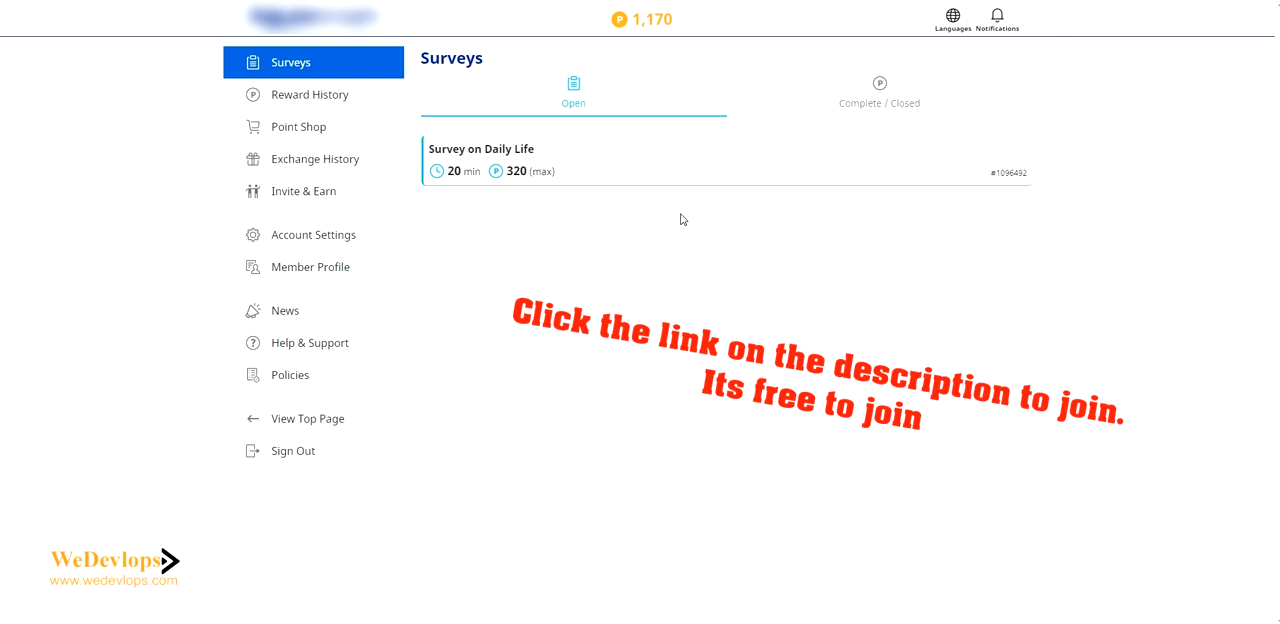 P 1,170
Languages Notifications
Surveys
Reward History
Point Shop
Exchange History
Invite & Earn
Account Settings
Member Profile
News
Help & Support
Policies
View Top Page
Sign Out
Surveys
Open
P
Complete / Closed
Survey on Daily Life
20 min P 320 (max)
#1096492
Click the link on the description to join.
Its free to join
WeDevlops
www.wedevlops.com